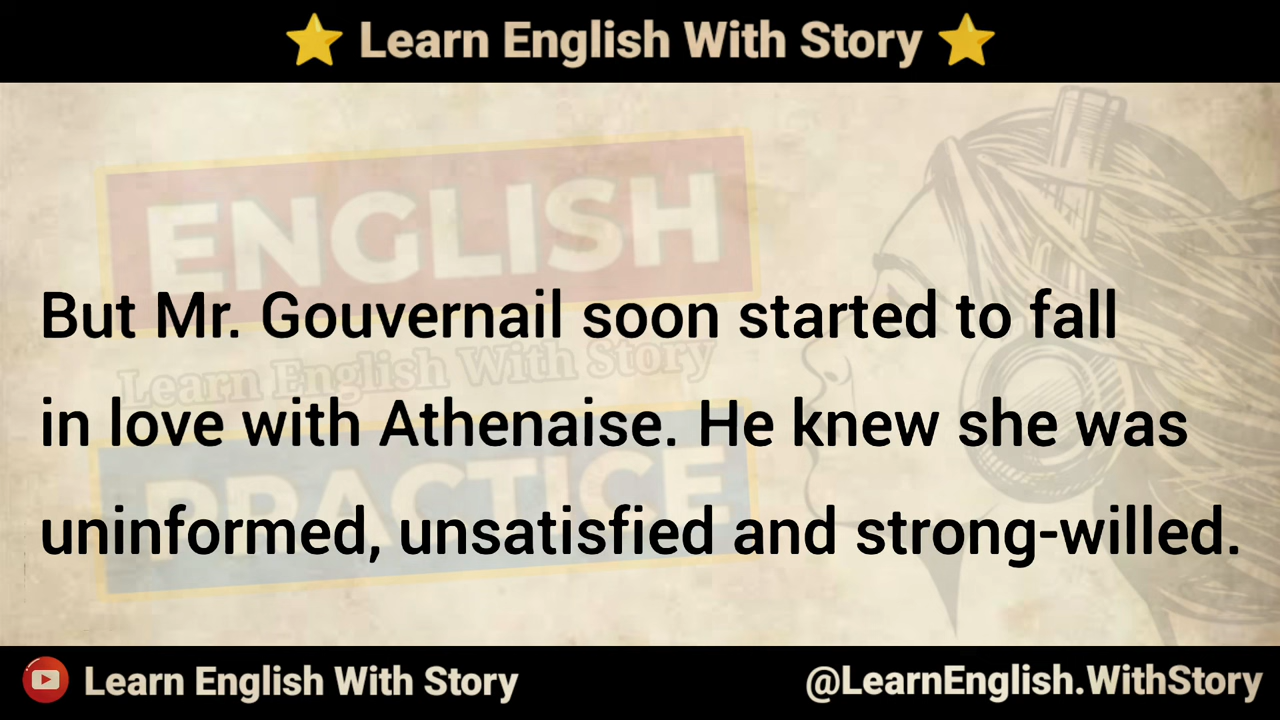 ⭐ Learn English With Story ⭐
ENGLISH
But Mr. Gouvernail soon started to fall
Learn English With Story
in love with Athenaise. He knew she was
PRACTICE
uninformed, unsatisfied and strong-willed.
Learn English With Story
@LearnEnglish.WithStory